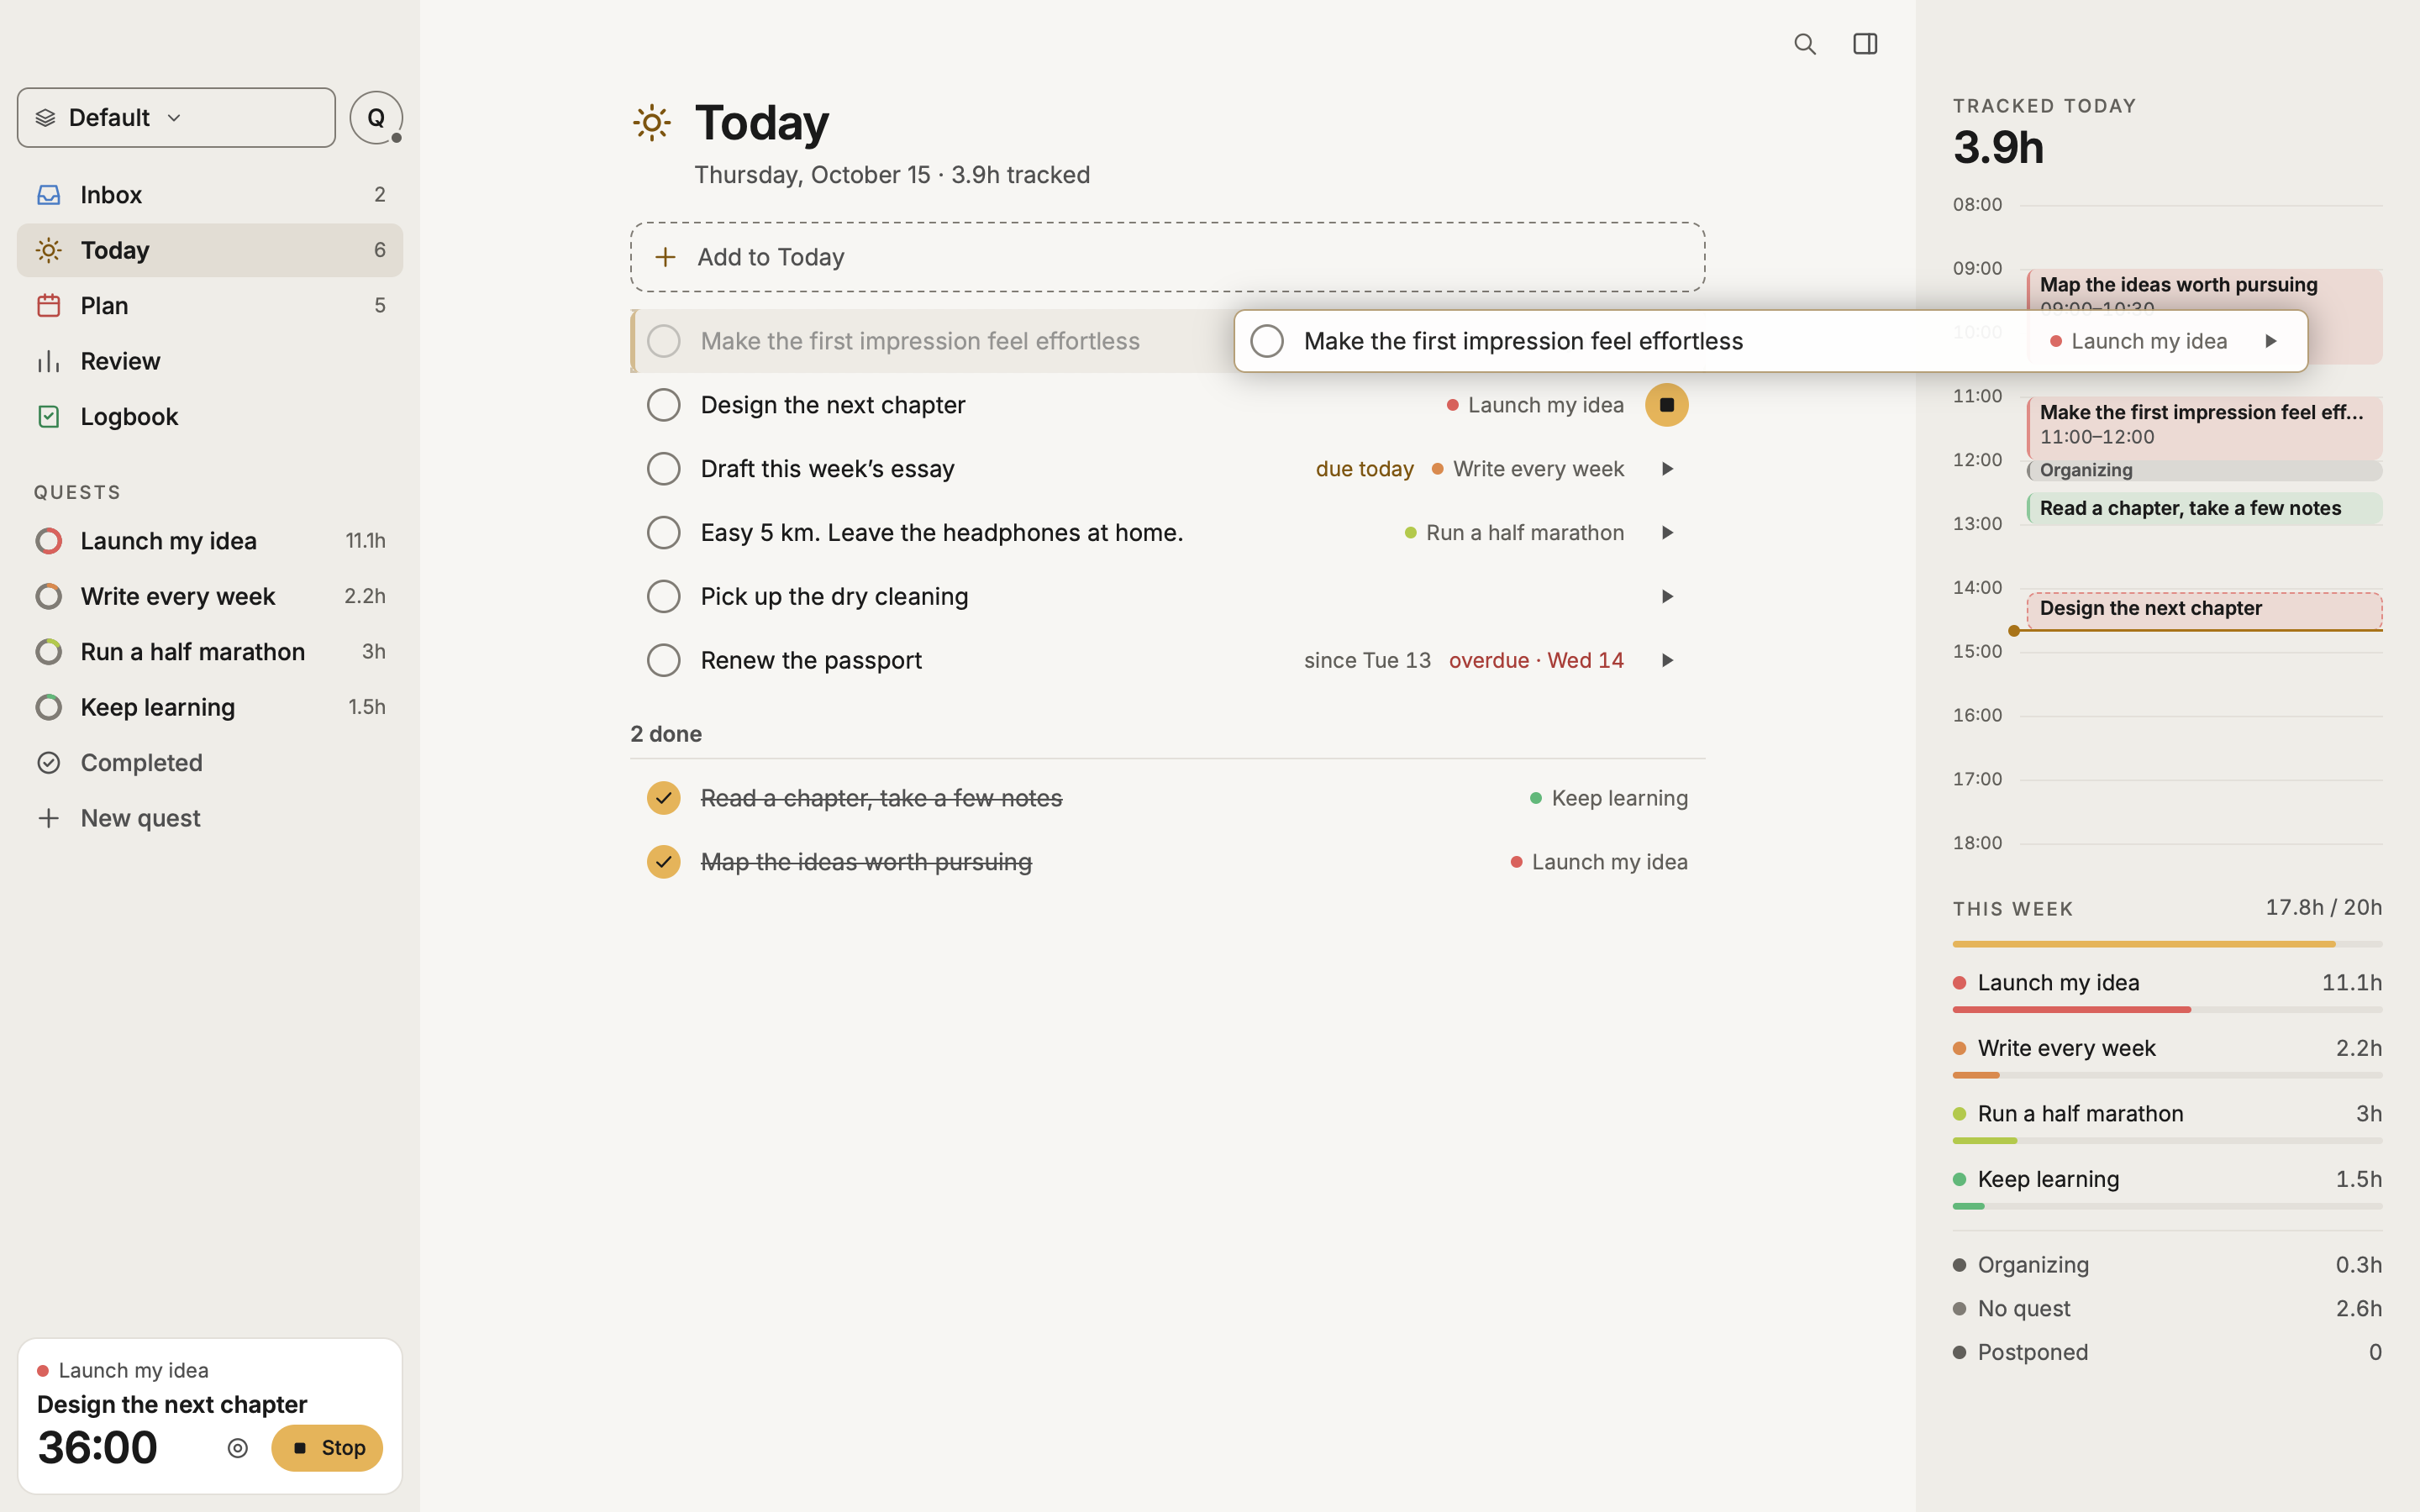 Default
Q
Inbox 2
Today 6
Plan 5
Review
Logbook
QUESTS
Launch my idea 11.1h
Write every week 2.2h
Run a half marathon 3h
Keep learning 1.5h
Completed
New quest
Launch my idea
Design the next chapter
36:00 Stop
Today
Thursday, October 15 · 3.9h tracked
Add to Today
Make the first impression feel effortless
Make the first impression feel effortless Launch my idea
Design the next chapter Launch my idea
Draft this week’s essay due today Write every week
Easy 5 km. Leave the headphones at home. Run a half marathon
Pick up the dry cleaning
Renew the passport since Tue 13 overdue · Wed 14
2 done
Read a chapter, take a few notes Keep learning
Map the ideas worth pursuing Launch my idea
TRACKED TODAY
3.9h
08:00
09:00
Map the ideas worth pursuing
09:00–10:30
10:00
11:00
Make the first impression feel eff...
11:00–12:00
12:00
Organizing
Read a chapter, take a few notes
13:00
14:00
Design the next chapter
15:00
16:00
17:00
18:00
THIS WEEK 17.8h / 20h
Launch my idea 11.1h
Write every week 2.2h
Run a half marathon 3h
Keep learning 1.5h
Organizing 0.3h
No quest 2.6h
Postponed 0